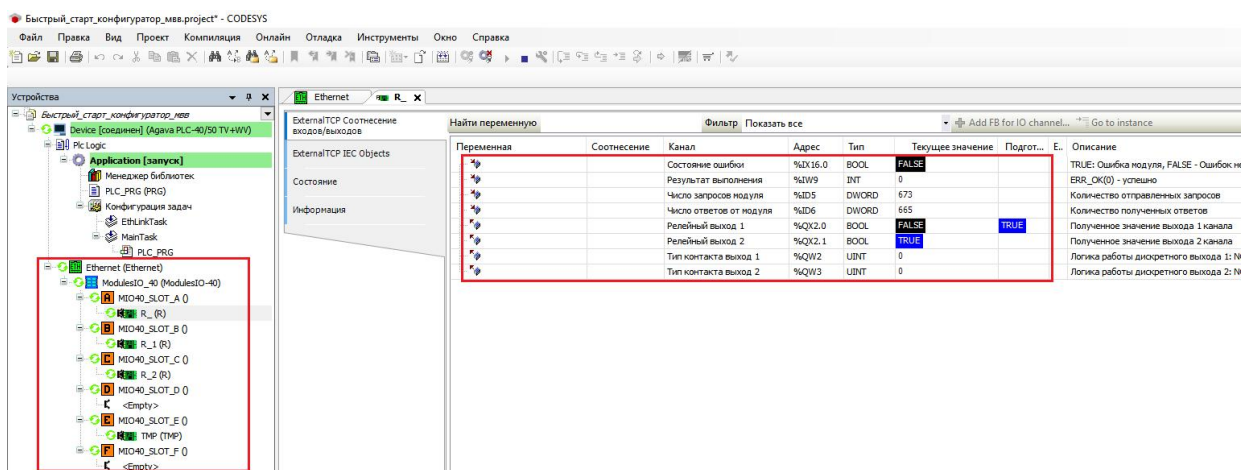 Быстрый_старт_конфигуратор_мвв.project* - CODESYS
Файл Правка Вид Проект Компиляция Онлайн Отладка Инструменты Окно Справка
Устройства
Быстрый_старт_конфигуратор_мвв
Device [соединен] (Agava PLC-40/50 TV+WV)
Plc Logic
Application [запуск]
Менеджер библиотек
PLC_PRG (PRG)
Конфигурация задач
EthLinkTask
MainTask
PLC_PRG
Ethernet (Ethernet)
ModulesIO_40 (ModulesIO-40)
A MIO40_SLOT_A ()
R_ (R)
B MIO40_SLOT_B ()
R_1 (R)
C MIO40_SLOT_C ()
R_2 (R)
D MIO40_SLOT_D ()
<Empty>
E MIO40_SLOT_E ()
TMP (TMP)
F MIO40_SLOT_F ()
<Empty>
Ethernet R_ X
ExternalTCP Соотнесение входов/выходов
ExternalTCP IEC Objects
Состояние
Информация
Найти переменную Фильтр Показать все Add FB for IO channel... Go to instance
Переменная Соотнесение Канал Адрес Тип Текущее значение Подгот... Е.. Описание
Состояние ошибки %IX16.0 BOOL FALSE TRUE: Ошибка модуля, FALSE - Ошибок не
Результат выполнения %IW9 INT 0 ERR_OK(0) - успешно
Число запросов модуля %ID5 DWORD 673 Количество отправленных запросов
Число ответов от модуля %ID6 DWORD 665 Количество полученных ответов
Релейный выход 1 %QX2.0 BOOL FALSE TRUE Полученное значение выхода 1 канала
Релейный выход 2 %QX2.1 BOOL TRUE Полученное значение выхода 2 канала
Тип контакта выход 1 %QW2 UINT 0 Логика работы дискретного выхода 1: N
Тип контакта выход 2 %QW3 UINT 0 Логика работы дискретного выхода 2: N